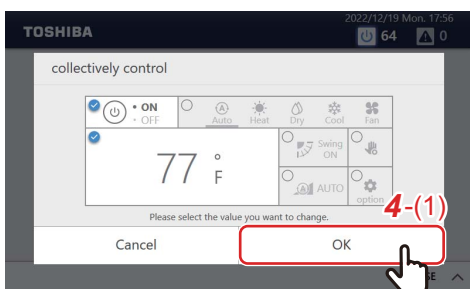 2022/12/19 Mon. 17:56
TOSHIBA
64 0
collectively control
• ON
• OFF
A
Auto Heat Dry Cool Fan
77 °F
Swing
ON
A AUTO
option
4-(1)
Please select the value you want to change.
Cancel OK